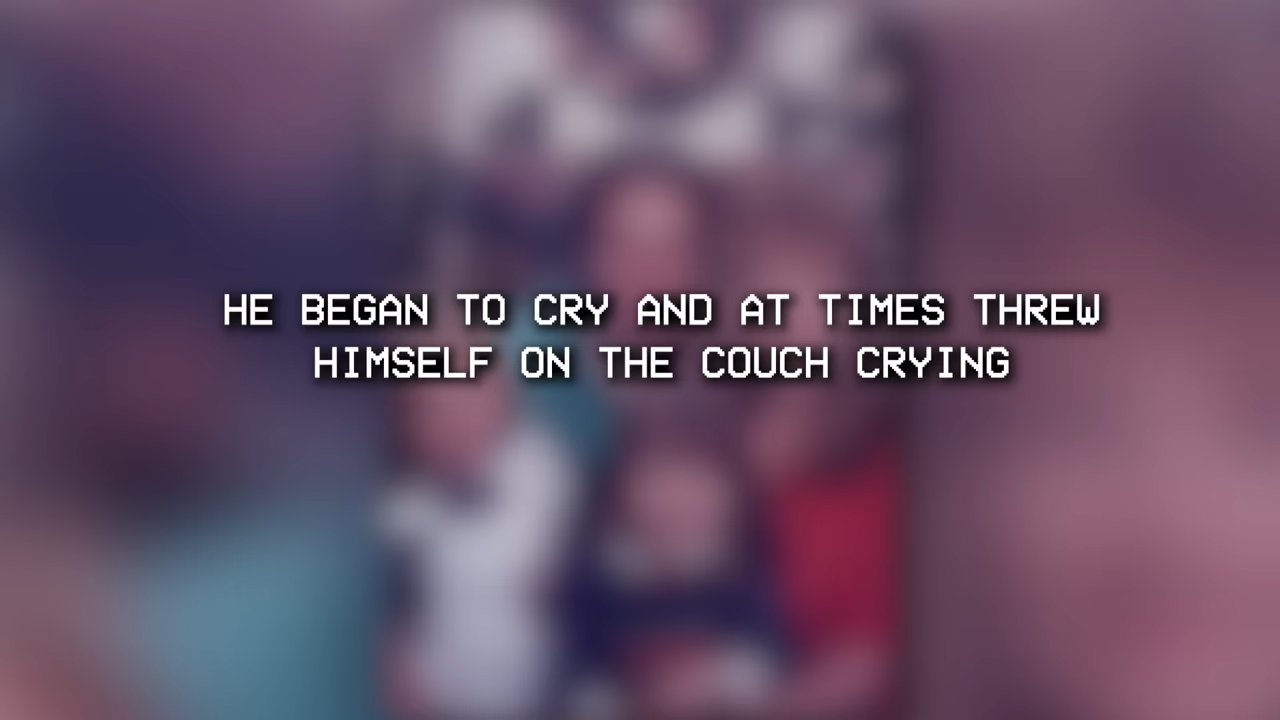 HE BEGAN TO CRY AND AT TIMES THREW
HIMSELF ON THE COUCH CRYING